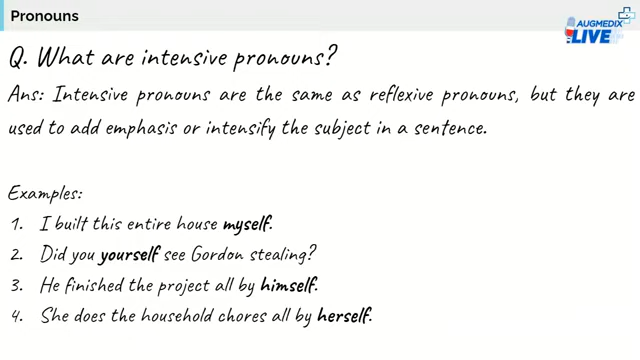 Pronouns
AUGMEDIX
LIVE
Q. What are intensive pronouns?
Ans: Intensive pronouns are the same as reflexive pronouns, but they are
used to add emphasis or intensify the subject in a sentence.
Examples:
1. I built this entire house myself.
2. Did you yourself see Gordon stealing?
3. He finished the project all by himself.
4. She does the household chores all by herself.